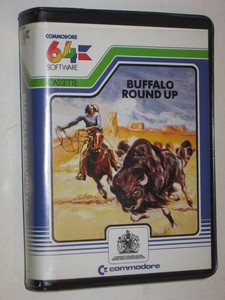 COMMODORE
64
SOFTWARE
CASSETTE
BUFFALO
ROUND UP
commodore